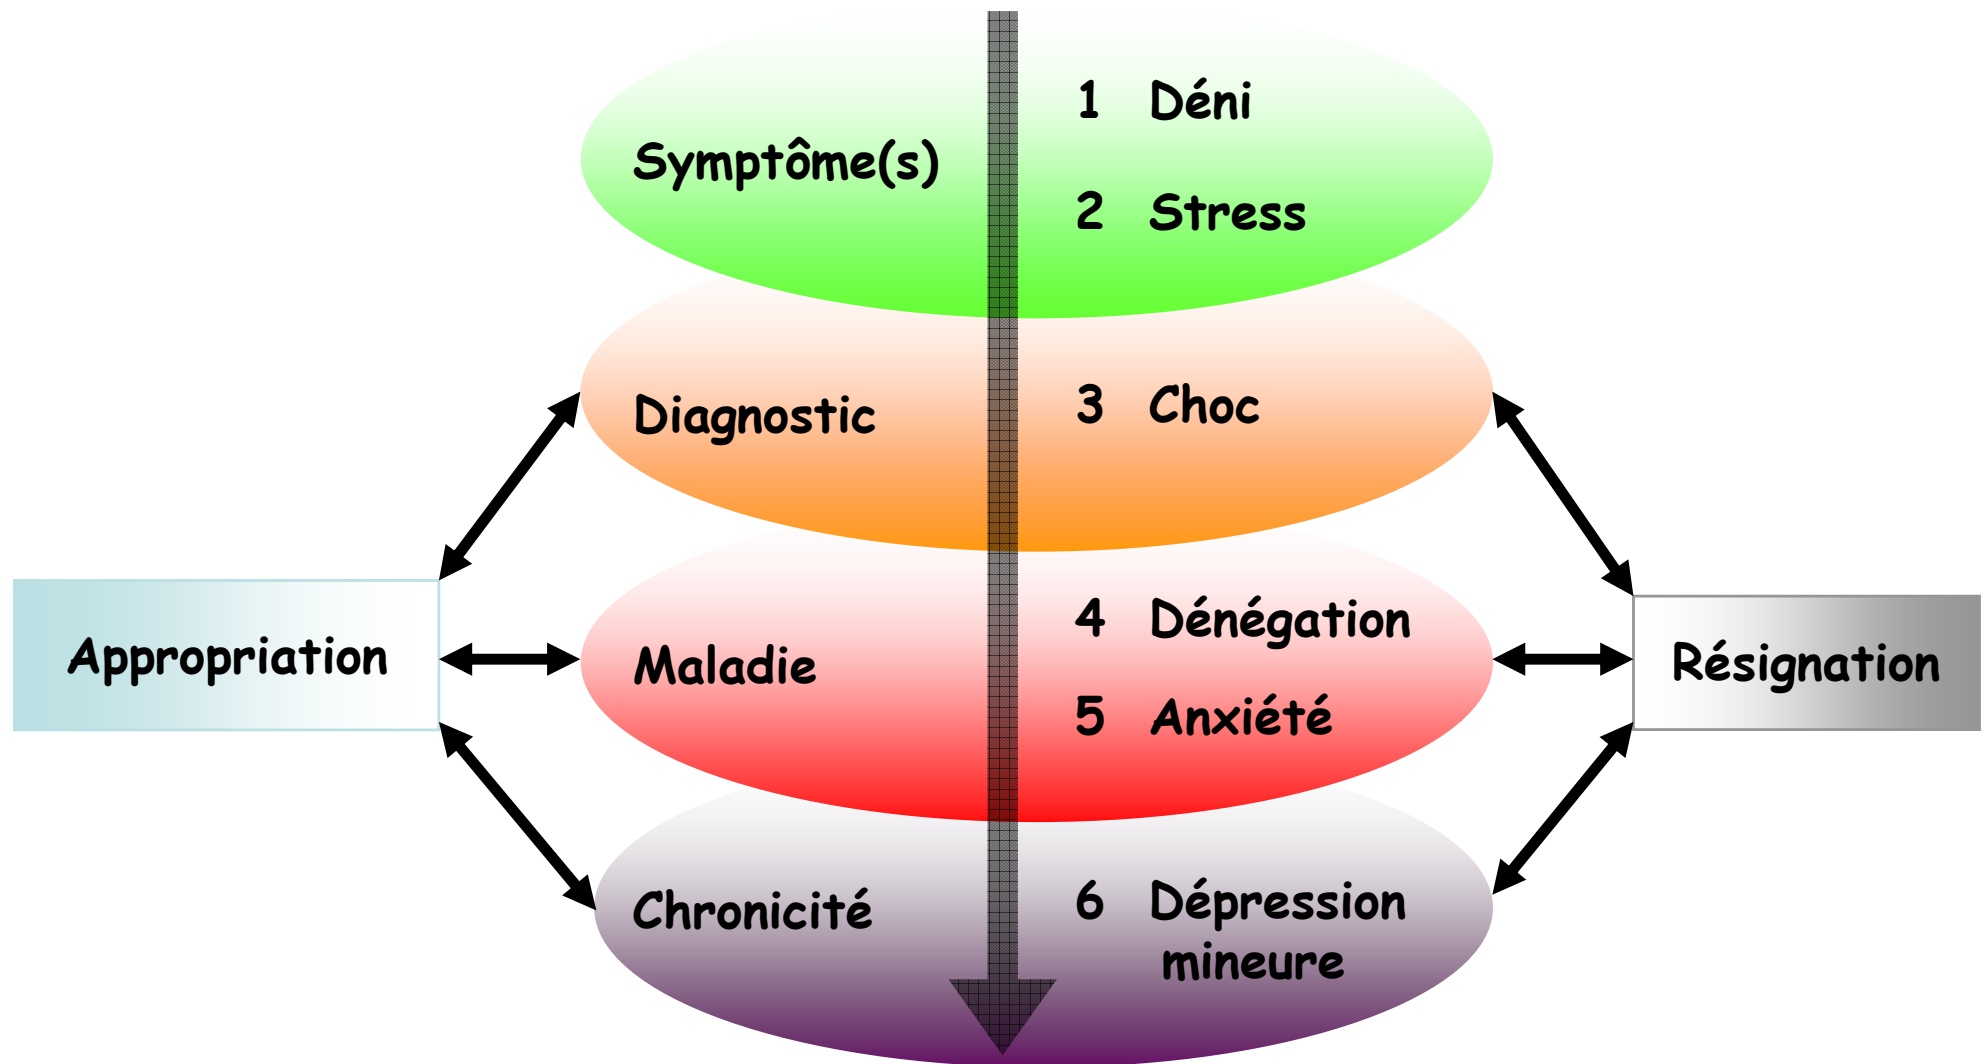 Symptôme(s)
1 Déni
2 Stress
Diagnostic
3 Choc
Appropriation
Maladie
4 Dénégation
5 Anxiété
Résignation
Chronicité
6 Dépression
mineure